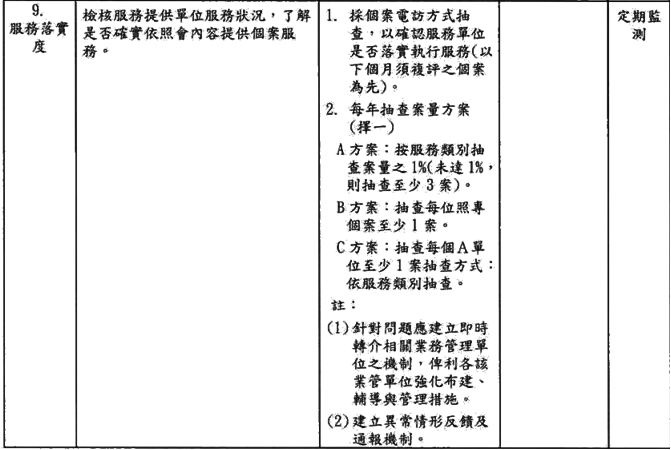 9.
服務落實
度
檢核服務提供單位服務狀況，了解
是否確實依照會內容提供個案服
務。
1. 採個案電訪方式抽
查，以確認服務單位
是否落實執行服務(以
下個月須複評之個案
為先)。
2. 每年抽查案量方案
(擇一)
A 方案：按服務類別抽
查案量之 1%(未達 1%，
則抽查至少 3 案)。
B 方案：抽查每位照專
個案至少 1 案。
C 方案：抽查每個 A 單
位至少 1 案抽查方式：
依服務類別抽查。
註：
(1)針對問題應建立即時
轉介相關業務管理單
位之機制，俾利各該
業管單位強化布建、
輔導與管理措施。
(2)建立異常情形反饋及
通報機制。
定期監
測